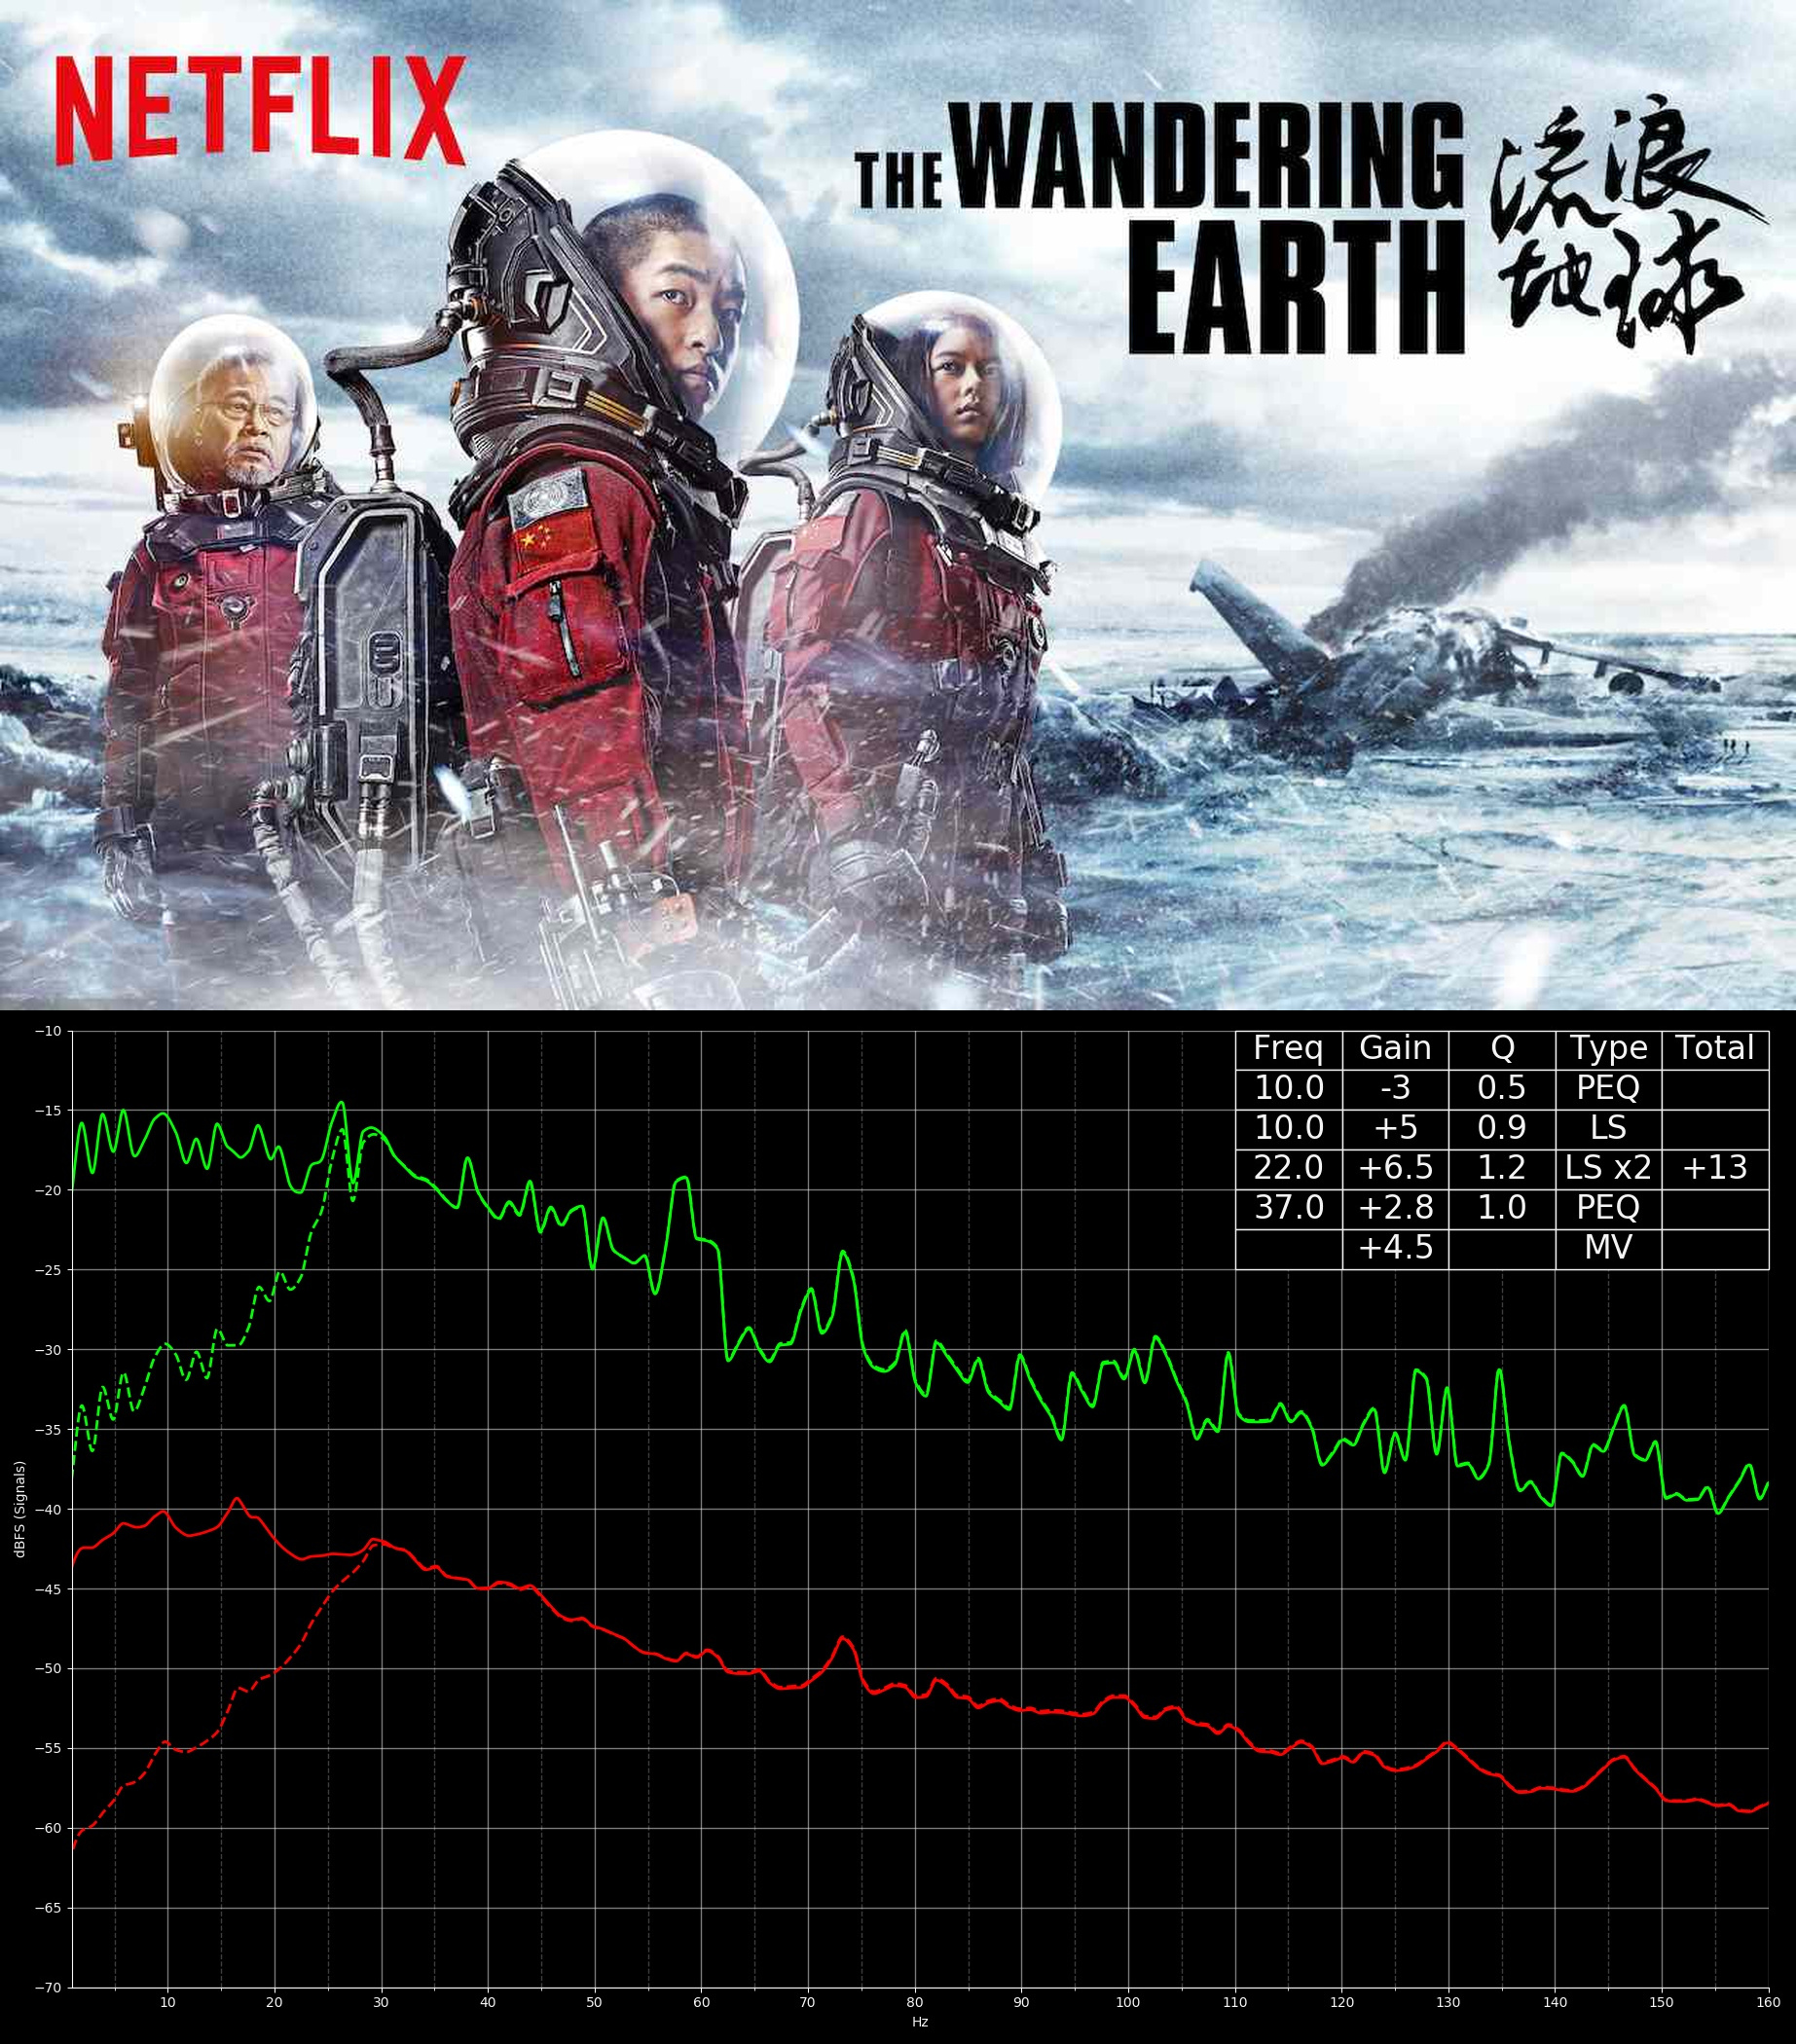 NETFLIX
THE WANDERING
EARTH
流浪
地球
Freq Gain Q Type Total
10.0 -3 0.5 PEQ
10.0 +5 0.9 LS
22.0 +6.5 1.2 LS x2 +13
37.0 +2.8 1.0 PEQ
+4.5 MV
−10
−15
−20
−25
−30
−35
−40
−45
−50
−55
−60
−65
−70
dBFS (Signals)
10 20 30 40 50 60 70 80 90 100 110 120 130 140 150 160
Hz